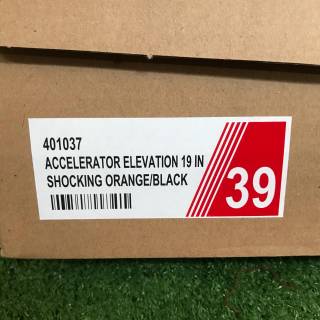 401037
ACCELERATOR ELEVATION 19 IN
SHOCKING ORANGE/BLACK
39